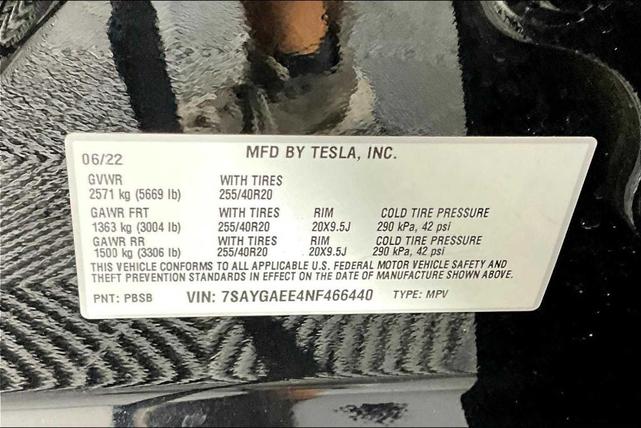 06/22 MFD BY TESLA, INC.
GVWR WITH TIRES
2571 kg (5669 lb) 255/40R20
GAWR FRT WITH TIRES RIM COLD TIRE PRESSURE
1363 kg (3004 lb) 255/40R20 20X9.5J 290 kPa, 42 psi
GAWR RR WITH TIRES RIM COLD TIRE PRESSURE
1500 kg (3306 lb) 255/40R20 20X9.5J 290 kPa, 42 psi
THIS VEHICLE CONFORMS TO ALL APPLICABLE U.S. FEDERAL MOTOR VEHICLE SAFETY AND
THEFT PREVENTION STANDARDS IN EFFECT ON THE DATE OF MANUFACTURE SHOWN ABOVE.
PNT: PBSB VIN: 7SAYGAEE4NF466440 TYPE: MPV